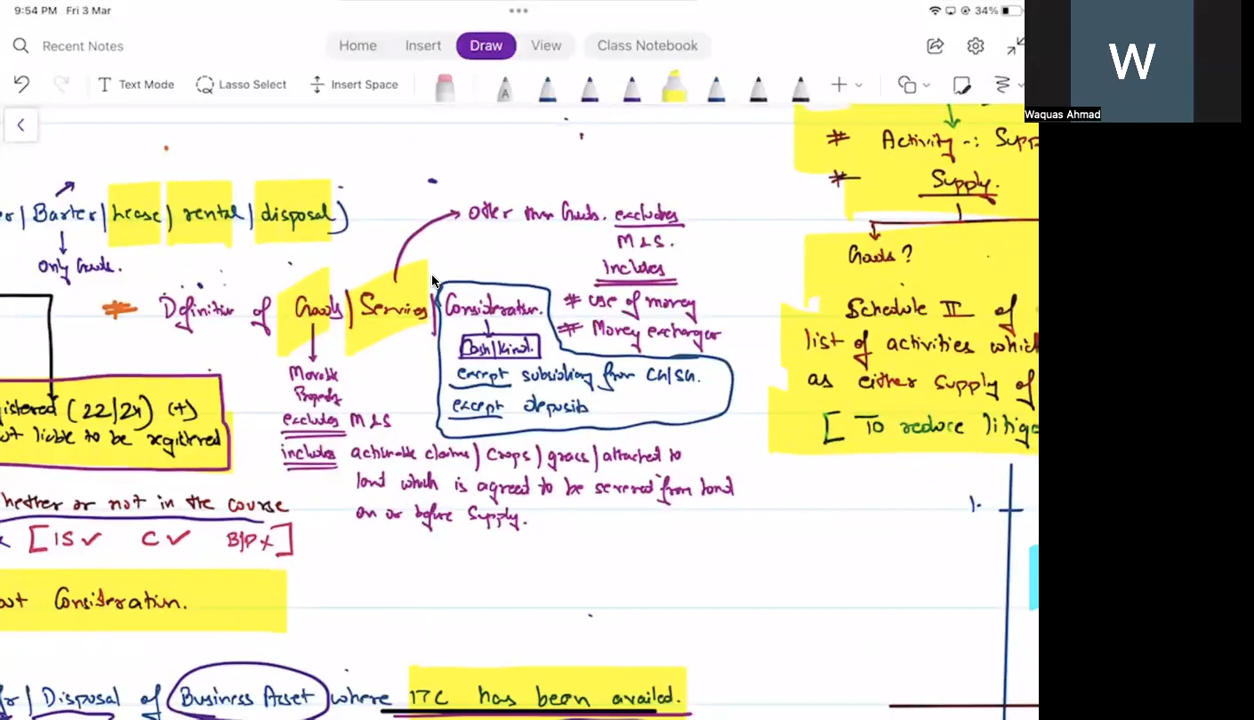 9:54 PM Fri 3 Mar
34%
Recent Notes
Home Insert Draw View Class Notebook
Text Mode Lasso Select Insert Space
W
Waquas Ahmad
# Activity -: Supp
# Supply.
Goods?
Schedule II of
list of activities which
as either supply of
[ To reduce litiga
er | Barter | Lease | rental | disposal)
only Goods.
other than Goods. excludes
M & S.
Includes
# use of money
# Money exchanger
# Definition of Goods | Services | Consideration.
Cash/kind.
except subsidies from CG/SG.
except deposits
Movable
Property
excludes M & S
includes actionable claims | crops | grass | attached to
land which is agreed to be severed from land
on or before Supply.
egistered (22/24) (+)
ot liable to be registered
hether or not in the course
[IS ✓ C ✓ B/P x]
out Consideration.
fer | Disposal of Business Asset where ITC has been availed.
1.